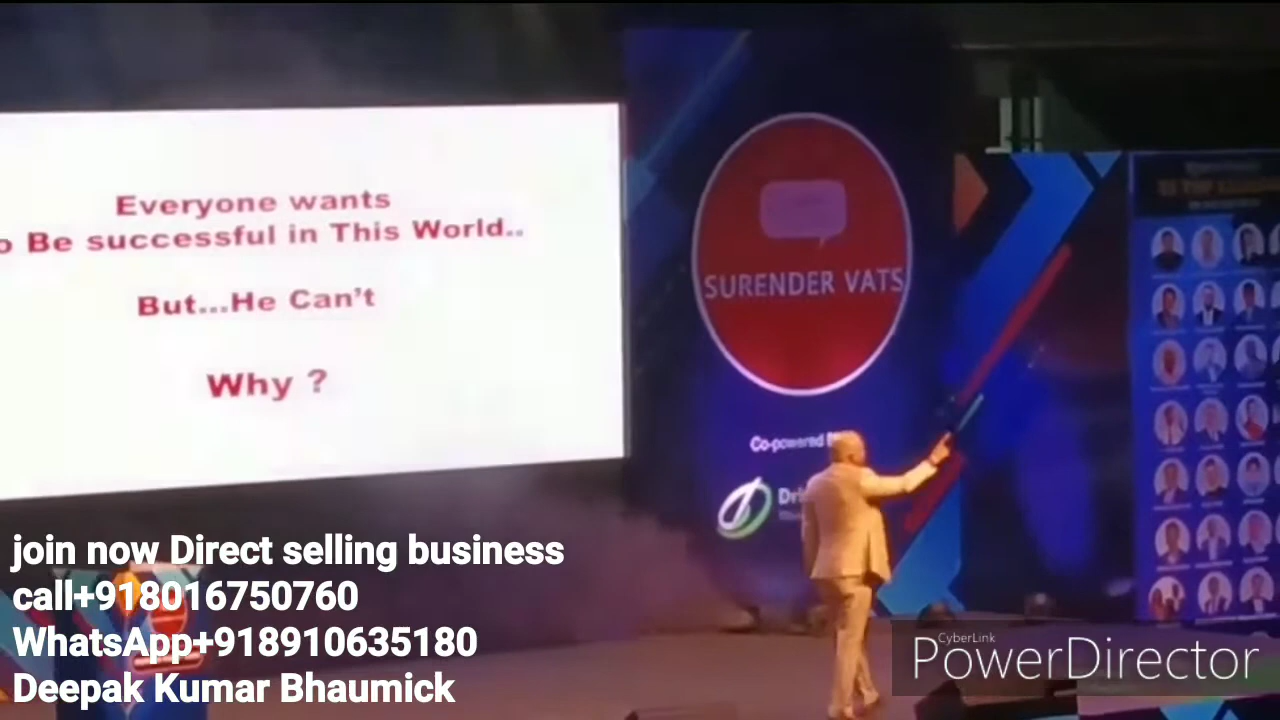 Everyone wants
o Be successful in This World..
But...He Can't
Why ?
SURENDER VATS
Co-powered
join now Direct selling business
call+918016750760
WhatsApp+918910635180
Deepak Kumar Bhaumick
CyberLink
PowerDirector